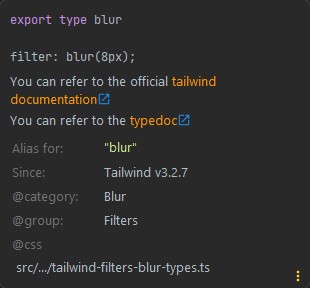 export type blur
filter: blur(8px);
You can refer to the official tailwind
documentation
You can refer to the typedoc
Alias for: "blur"
Since: Tailwind v3.2.7
@category: Blur
@group: Filters
@css
src/.../tailwind-filters-blur-types.ts